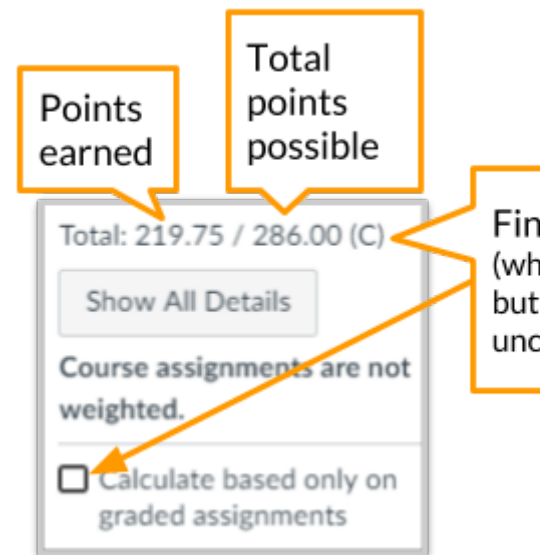 Points
earned
Total
points
possible
Total: 219.75 / 286.00 (C)
Show All Details
Course assignments are not
weighted.
Calculate based only on
graded assignments
but